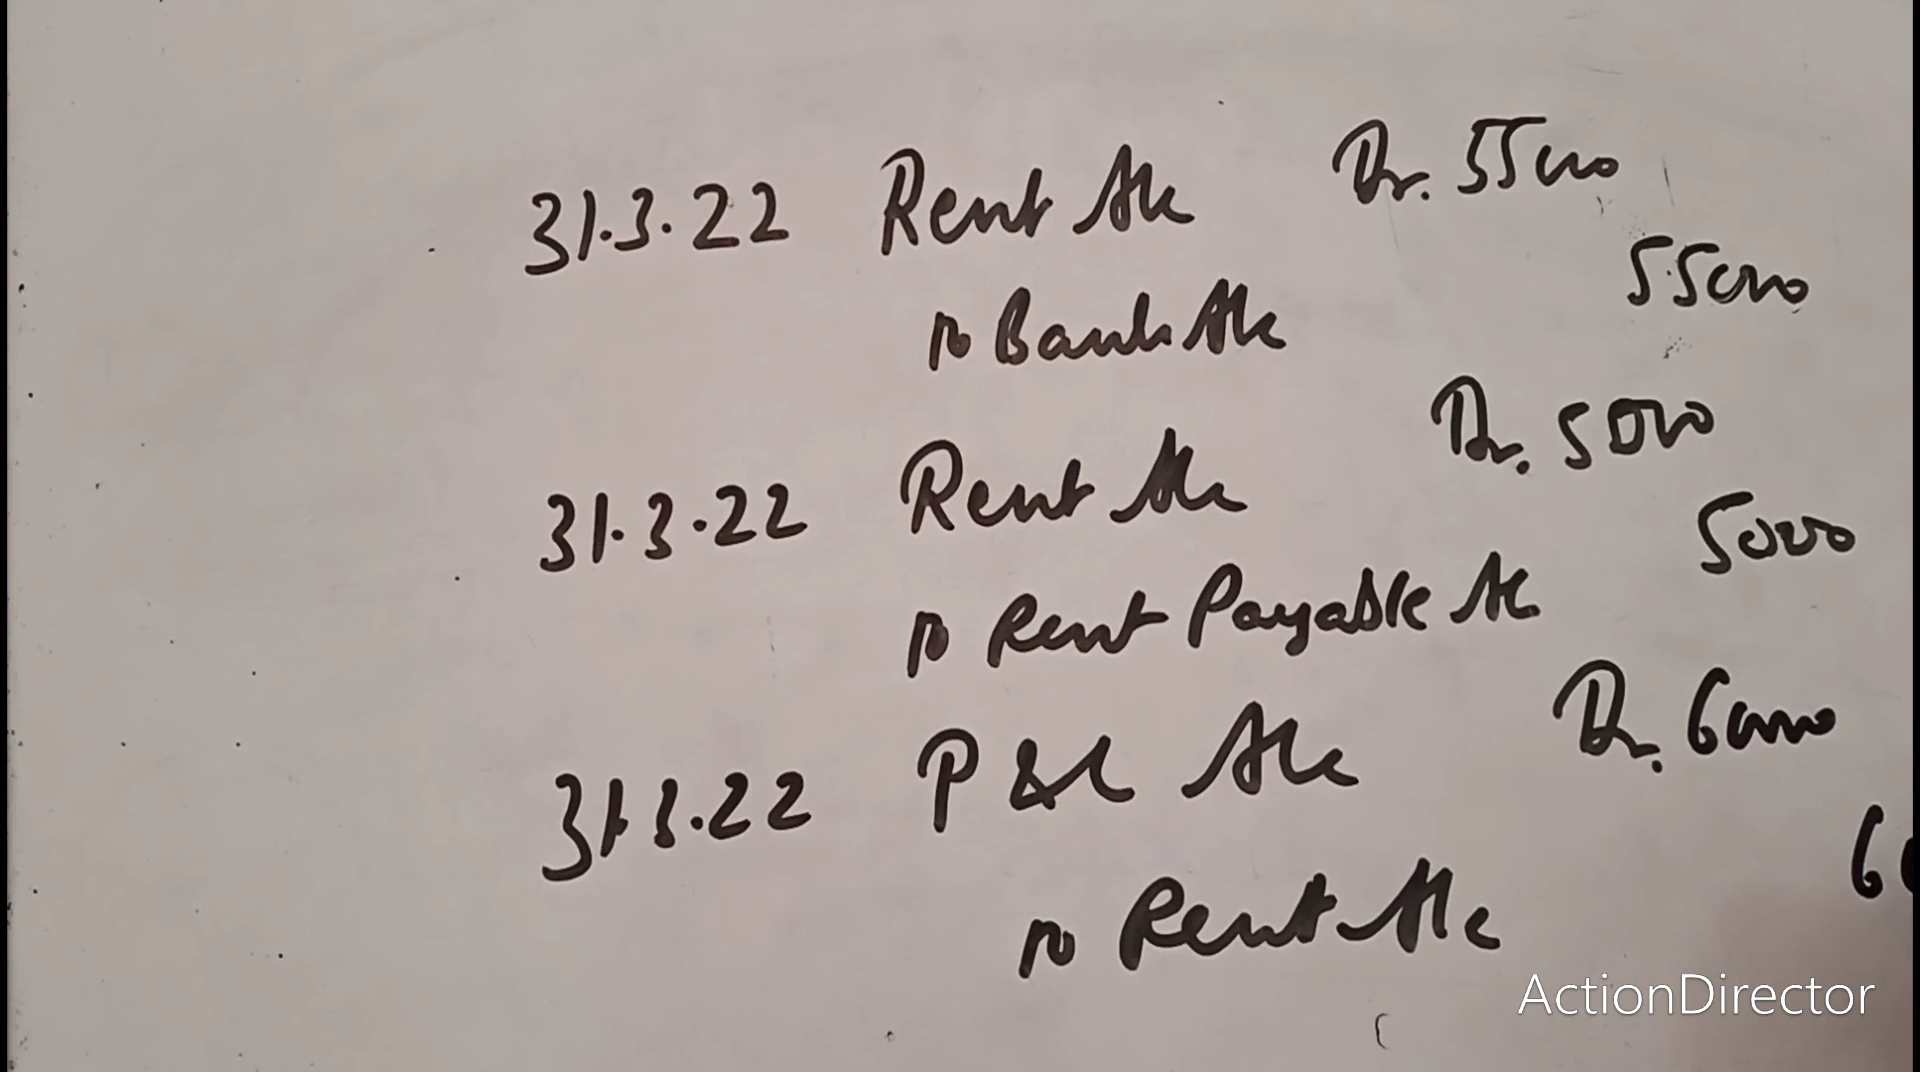 31.3.22 Rent A/c Dr. 55000
To Bank A/c 55000
31.3.22 Rent A/c Dr. 5000
To Rent Payable A/c 5000
31.3.22 P&L A/c Dr. 60000
To Rent A/c 60
ActionDirector